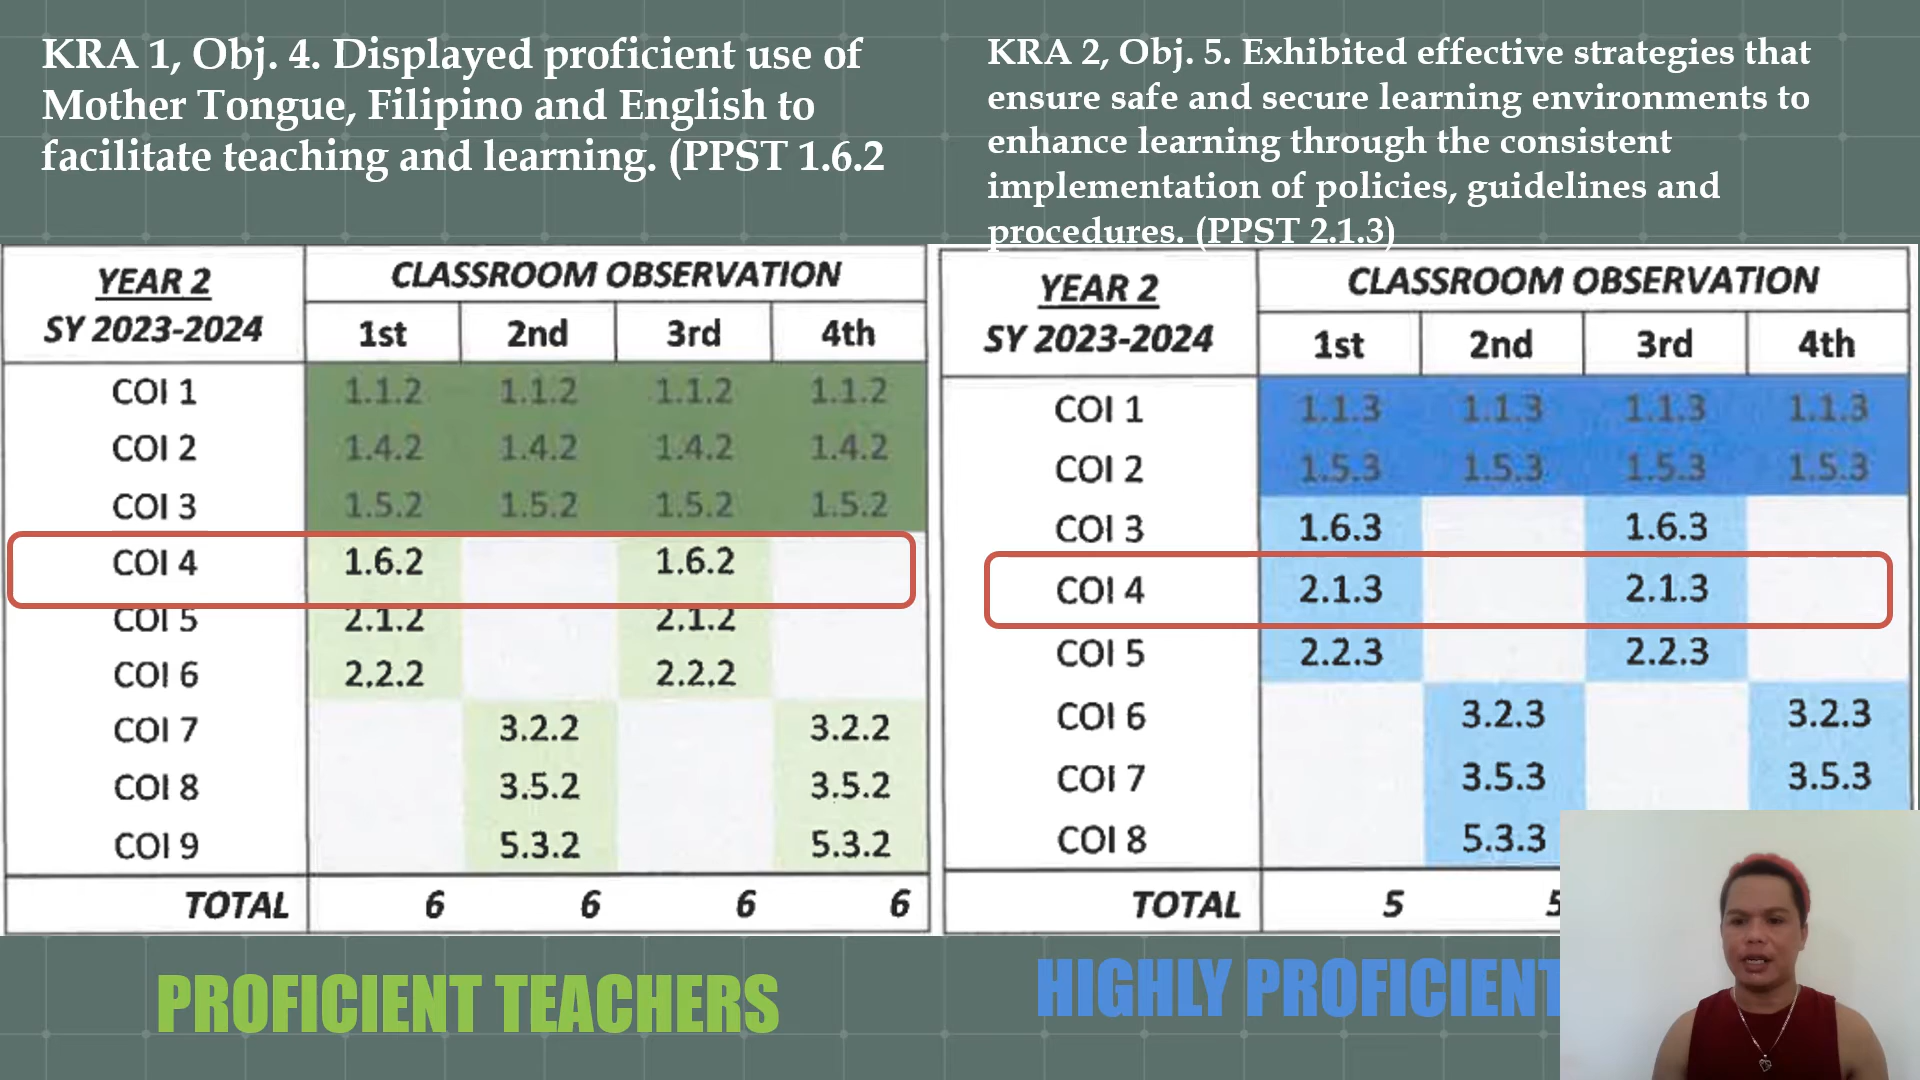 KRA 1, Obj. 4. Displayed proficient use of
Mother Tongue, Filipino and English to
facilitate teaching and learning. (PPST 1.6.2
KRA 2, Obj. 5. Exhibited effective strategies that
ensure safe and secure learning environments to
enhance learning through the consistent
implementation of policies, guidelines and
procedures. (PPST 2.1.3)
YEAR 2 CLASSROOM OBSERVATION
SY 2023-2024 1st 2nd 3rd 4th
COI 1 1.1.2 1.1.2 1.1.2 1.1.2
COI 2 1.4.2 1.4.2 1.4.2 1.4.2
COI 3 1.5.2 1.5.2 1.5.2 1.5.2
COI 4 1.6.2 1.6.2
COI 5 2.1.2 2.1.2
COI 6 2.2.2 2.2.2
COI 7 3.2.2 3.2.2
COI 8 3.5.2 3.5.2
COI 9 5.3.2 5.3.2
TOTAL 6 6 6 6
PROFICIENT TEACHERS
YEAR 2 CLASSROOM OBSERVATION
SY 2023-2024 1st 2nd 3rd 4th
COI 1 1.1.3 1.1.3 1.1.3 1.1.3
COI 2 1.5.3 1.5.3 1.5.3 1.5.3
COI 3 1.6.3 1.6.3
COI 4 2.1.3 2.1.3
COI 5 2.2.3 2.2.3
COI 6 3.2.3 3.2.3
COI 7 3.5.3 3.5.3
COI 8 5.3.3
TOTAL 5 5
HIGHLY PROFICIENT